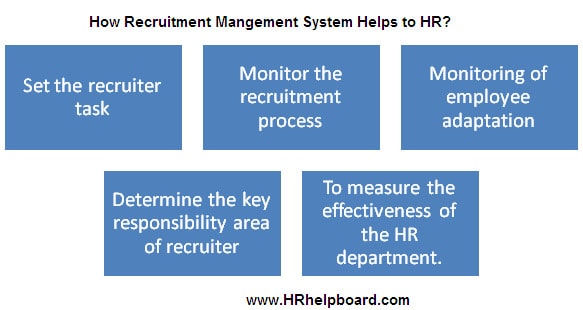 How Recruitment Mangement System Helps to HR?
Set the recruiter
task
Monitor the
recruitment
process
Monitoring of
employee
adaptation
Determine the key
responsibility area
of recruiter
To measure the
effectiveness of
the HR
department.
www.HRhelpboard.com